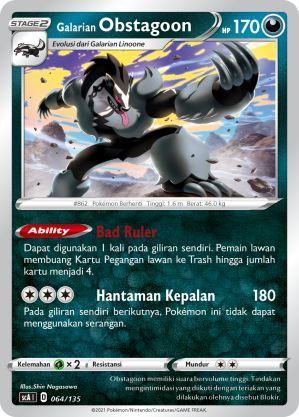 STAGE2
Galarian Obstagoon HP 170
Evolusi dari Galarian Linoone
#862 Pokémon Berhenti Tinggi: 1.6 m Berat: 46.0 kg
Ability Bad Ruler
Dapat digunakan 1 kali pada giliran sendiri. Pemain lawan
membuang Kartu Pegangan lawan ke Trash hingga jumlah
kartu menjadi 4.
Hantaman Kepalan 180
Pada giliran sendiri berikutnya, Pokémon ini tidak dapat
menggunakan serangan.
Kelemahan ×2 Resistansi Mundur
Illus.Shin Nagasawa
sc1 D 064/135
Obstagoon memiliki suara bervolume tinggi. Tindakan
mengintimidasi yang diikuti dengan teriakan yang
dilakukan olehnya disebut Blokir.
©2021 Pokémon/Nintendo/Creatures/GAME FREAK.